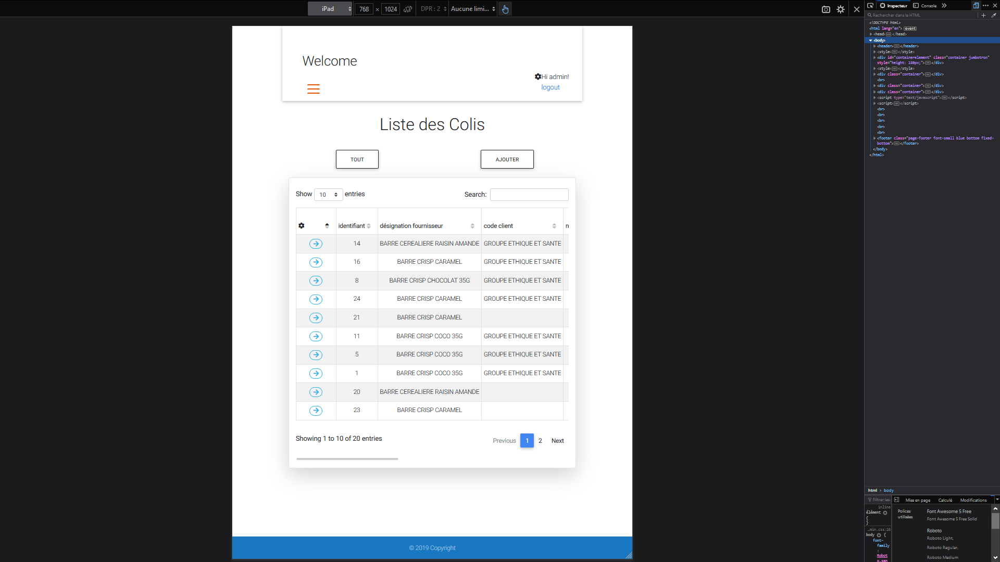 iPad 768 × 1024 DPR : 2 Aucune limi...
Welcome
Hi admin!
logout
Liste des Colis
TOUT AJOUTER
Show 10 entries Search:
identifiant désignation fournisseur code client n
14 BARRE CEREALIERE RAISIN AMANDE GROUPE ETHIQUE ET SANTE
16 BARRE CRISP CARAMEL GROUPE ETHIQUE ET SANTE
8 BARRE CRISP CHOCOLAT 35G GROUPE ETHIQUE ET SANTE
24 BARRE CRISP CARAMEL GROUPE ETHIQUE ET SANTE
21 BARRE CRISP CARAMEL
11 BARRE CRISP COCO 35G GROUPE ETHIQUE ET SANTE
5 BARRE CRISP COCO 35G GROUPE ETHIQUE ET SANTE
1 BARRE CRISP COCO 35G GROUPE ETHIQUE ET SANTE
20 BARRE CEREALIERE RAISIN AMANDE
23 BARRE CRISP CARAMEL
Showing 1 to 10 of 20 entries Previous 1 2 Next
© 2019 Copyright
Inspecteur Console
Rechercher dans le HTML
<!DOCTYPE html>
<html lang="en"> event
<head> ··· </head>
<body>
<header> ··· </header>
<style> ··· </style>
<div id="containerelement" class="container jumbotron"
style="height: 180px;"> ··· </div>
<style> ··· </style>
<div class="container"> ··· </div>
<br>
<div class="container"> ··· </div>
<div class="container"> ··· </div>
<script type="text/javascript"> ··· </script>
<script> ··· </script>
<br>
<br>
<br>
<br>
<br>
<footer class="page-footer font-small blue bottom fixed-
bottom"> ··· </footer>
</body>
</html>
html › body
Filtrer les
Mise en page Calculé Modifications
inline
élément
{
}
…min.css:26
body {
font-
family
:
Robot
o,san
Polices
utilisées
Font Awesome 5 Free
Font Awesome 5 Free Solid
Roboto
Roboto Light,
Roboto Regular,
Roboto Medium